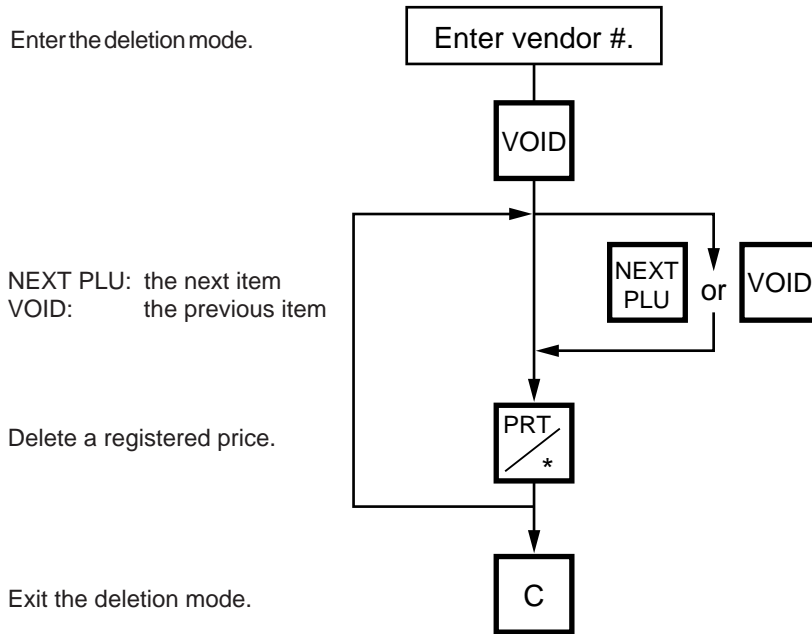 Enter the deletion mode.
Enter vendor #.
VOID
NEXT PLU: the next item
VOID: the previous item
NEXT
PLU
or
VOID
Delete a registered price.
PRT
*
Exit the deletion mode.
C